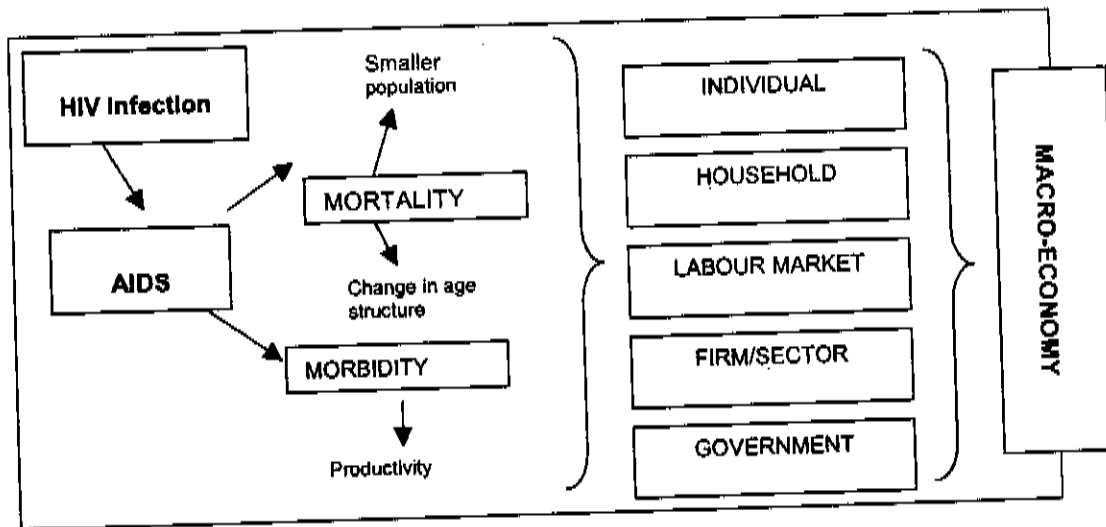 HIV Infection
AIDS
Smaller
population
MORTALITY
Change in age
structure
MORBIDITY
Productivity
INDIVIDUAL
HOUSEHOLD
LABOUR MARKET
FIRM/SECTOR
GOVERNMENT
MACRO-ECONOMY